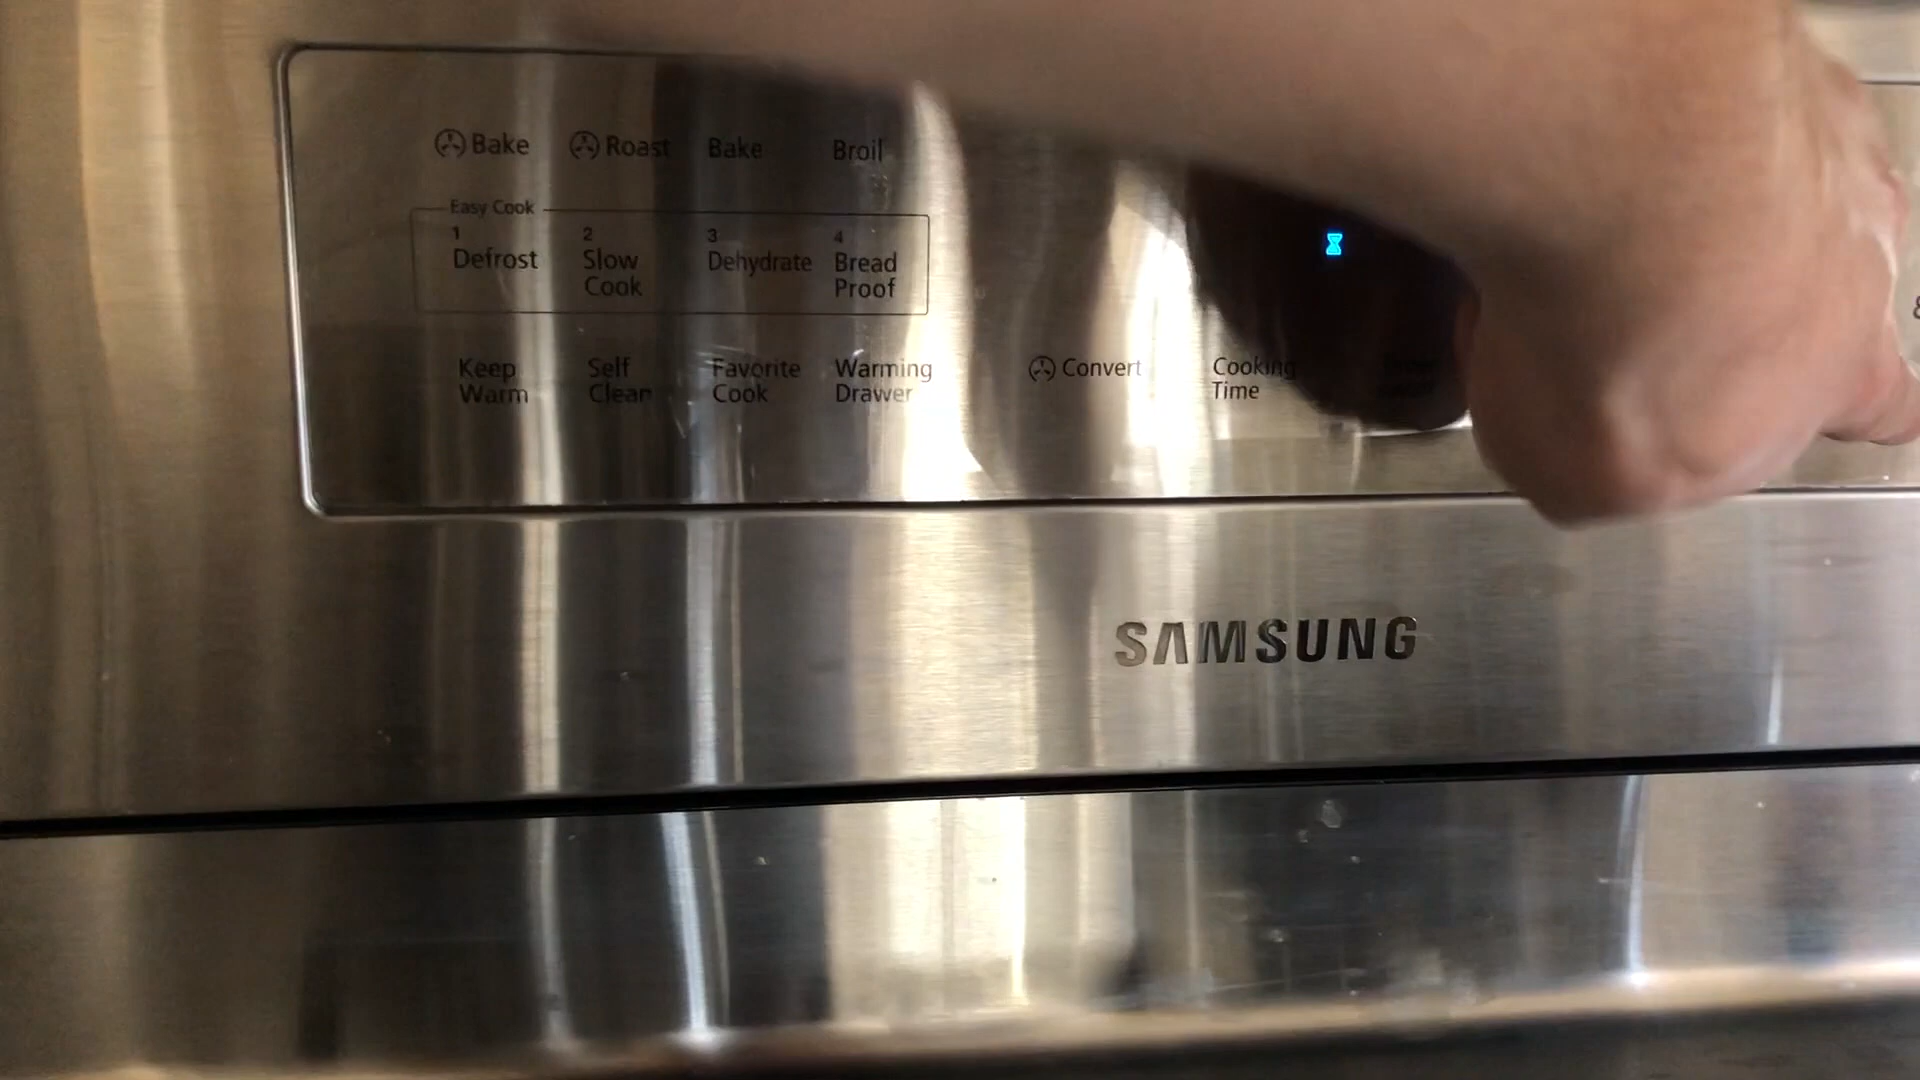 Bake Roast Bake Broil
Easy Cook
1 2 3 4
Defrost Slow Cook Dehydrate Bread Proof
Keep Warm Self Clean Favorite Cook Warming Drawer Convert Cooking Time
SAMSUNG